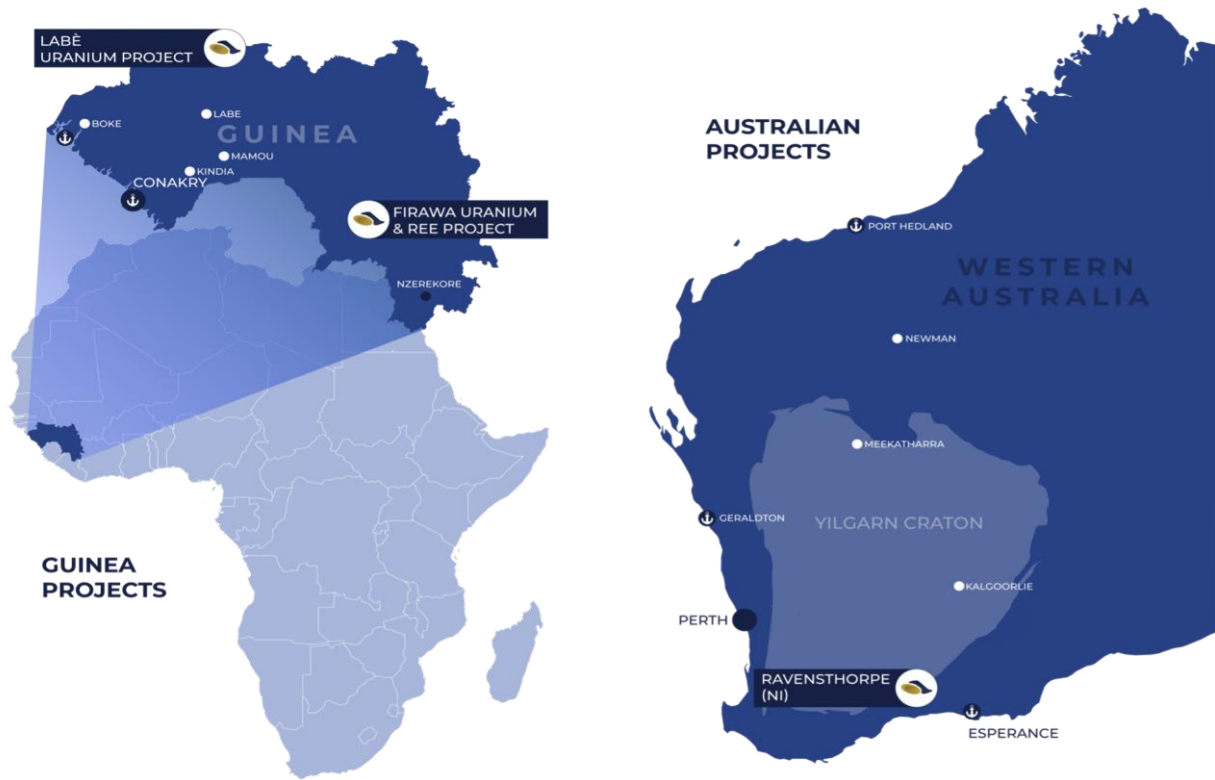 LABÈ
URANIUM PROJECT
BOKE
LABE
GUINEA
MAMOU
KINDIA
CONAKRY
FIRAWA URANIUM
& REE PROJECT
NZEREKORE
GUINEA
PROJECTS
AUSTRALIAN
PROJECTS
PORT HEDLAND
WESTERN
AUSTRALIA
NEWMAN
MEEKATHARRA
GERALDTON
YILGARN CRATON
KALGOORLIE
PERTH
RAVENSTHORPE
(NI)
ESPERANCE